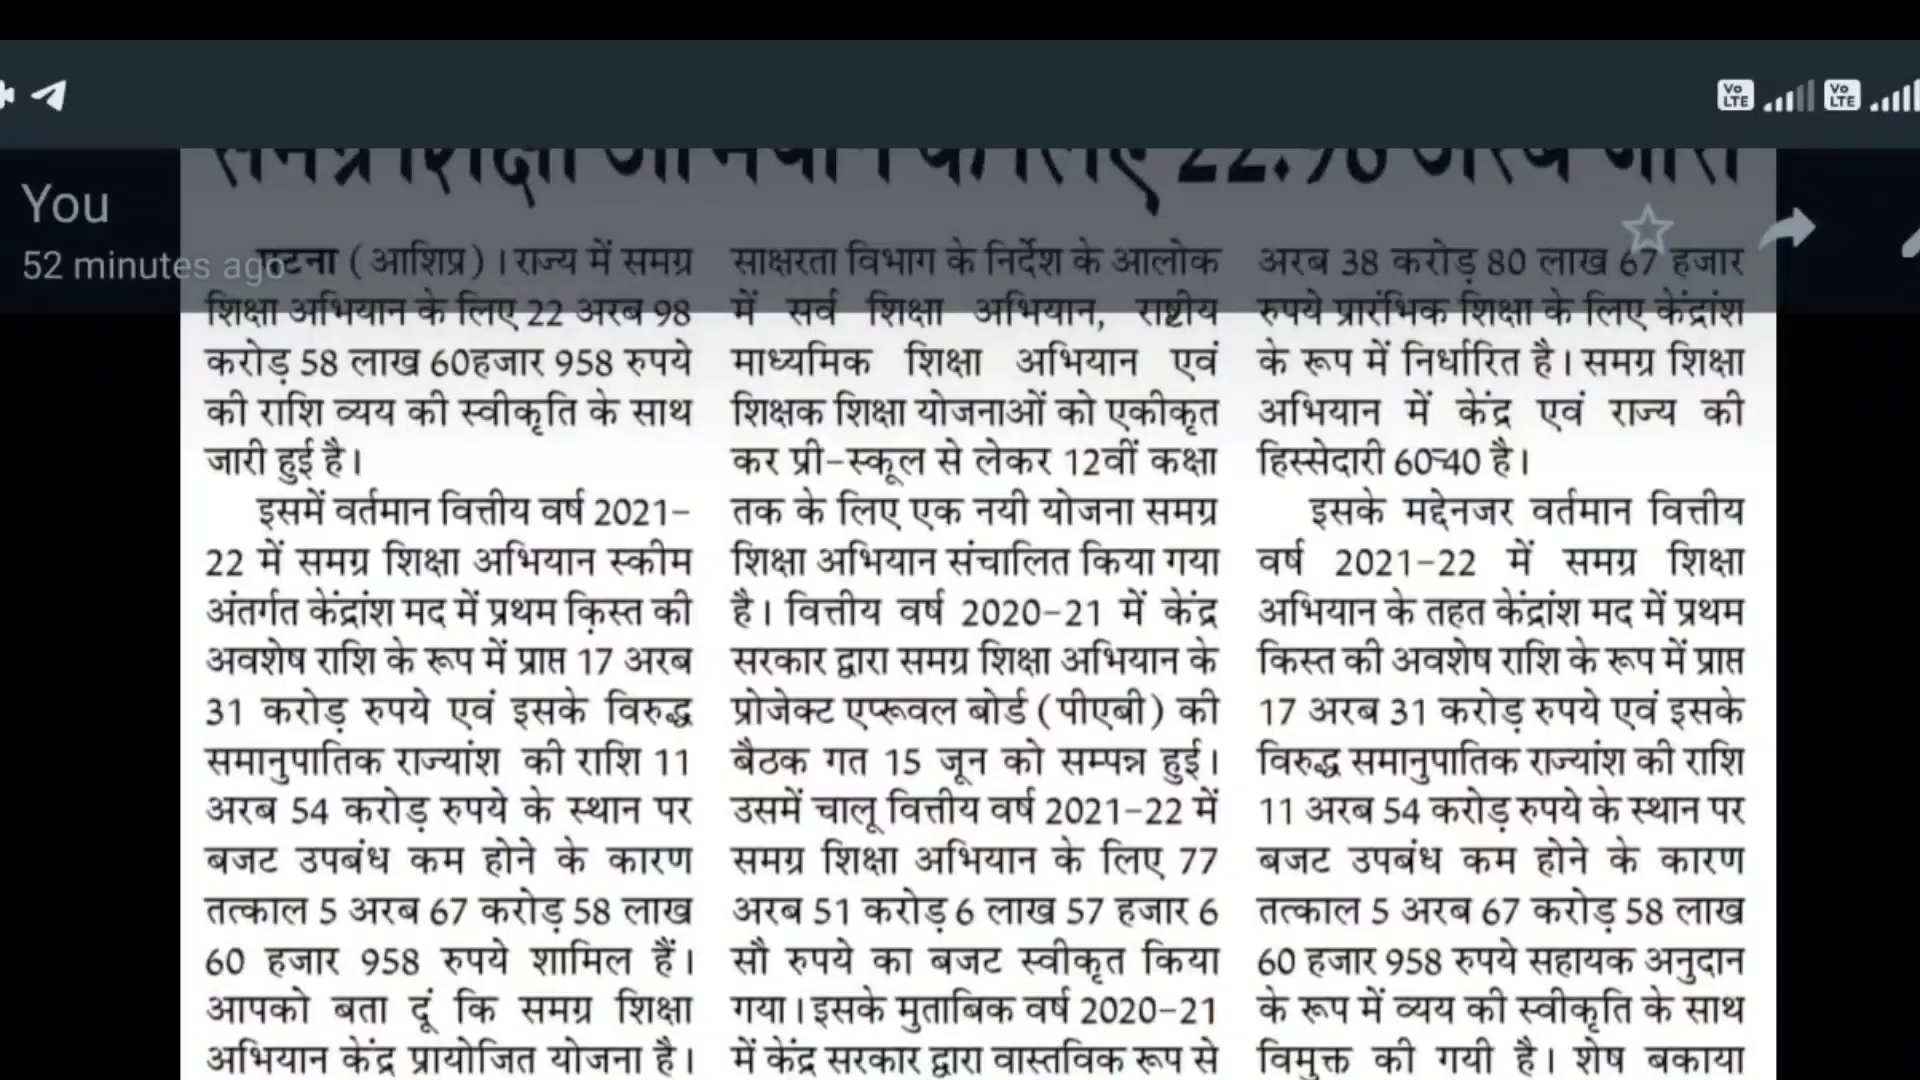 Vo LTE Vo LTE
You
52 minutes ago
समग्र शिक्षा अभियान के लिए 22.98 अरब जारी
पटना (आशिप्र)। राज्य में समग्र
शिक्षा अभियान के लिए 22 अरब 98
करोड़ 58 लाख 60हजार 958 रुपये
की राशि व्यय की स्वीकृति के साथ
जारी हुई है।
इसमें वर्तमान वित्तीय वर्ष 2021-
22 में समग्र शिक्षा अभियान स्कीम
अंतर्गत केंद्रांश मद में प्रथम क़िस्त की
अवशेष राशि के रूप में प्राप्त 17 अरब
31 करोड़ रुपये एवं इसके विरुद्ध
समानुपातिक राज्यांश की राशि 11
अरब 54 करोड़ रुपये के स्थान पर
बजट उपबंध कम होने के कारण
तत्काल 5 अरब 67 करोड़ 58 लाख
60 हजार 958 रुपये शामिल हैं।
आपको बता दूं कि समग्र शिक्षा
अभियान केंद्र प्रायोजित योजना है।
साक्षरता विभाग के निर्देश के आलोक
में सर्व शिक्षा अभियान, राष्ट्रीय
माध्यमिक शिक्षा अभियान एवं
शिक्षक शिक्षा योजनाओं को एकीकृत
कर प्री-स्कूल से लेकर 12वीं कक्षा
तक के लिए एक नयी योजना समग्र
शिक्षा अभियान संचालित किया गया
है। वित्तीय वर्ष 2020-21 में केंद्र
सरकार द्वारा समग्र शिक्षा अभियान के
प्रोजेक्ट एप्रूवल बोर्ड (पीएबी) की
बैठक गत 15 जून को सम्पन्न हुई।
उसमें चालू वित्तीय वर्ष 2021-22 में
समग्र शिक्षा अभियान के लिए 77
अरब 51 करोड़ 6 लाख 57 हजार 6
सौ रुपये का बजट स्वीकृत किया
गया। इसके मुताबिक वर्ष 2020-21
में केंद्र सरकार द्वारा वास्तविक रूप से
अरब 38 करोड़ 80 लाख 67 हजार
रुपये प्रारंभिक शिक्षा के लिए केंद्रांश
के रूप में निर्धारित है। समग्र शिक्षा
अभियान में केंद्र एवं राज्य की
हिस्सेदारी 60-40 है।
इसके मद्देनजर वर्तमान वित्तीय
वर्ष 2021-22 में समग्र शिक्षा
अभियान के तहत केंद्रांश मद में प्रथम
किस्त की अवशेष राशि के रूप में प्राप्त
17 अरब 31 करोड़ रुपये एवं इसके
विरुद्ध समानुपातिक राज्यांश की राशि
11 अरब 54 करोड़ रुपये के स्थान पर
बजट उपबंध कम होने के कारण
तत्काल 5 अरब 67 करोड़ 58 लाख
60 हजार 958 रुपये सहायक अनुदान
के रूप में व्यय की स्वीकृति के साथ
विमुक्त की गयी है। शेष बकाया